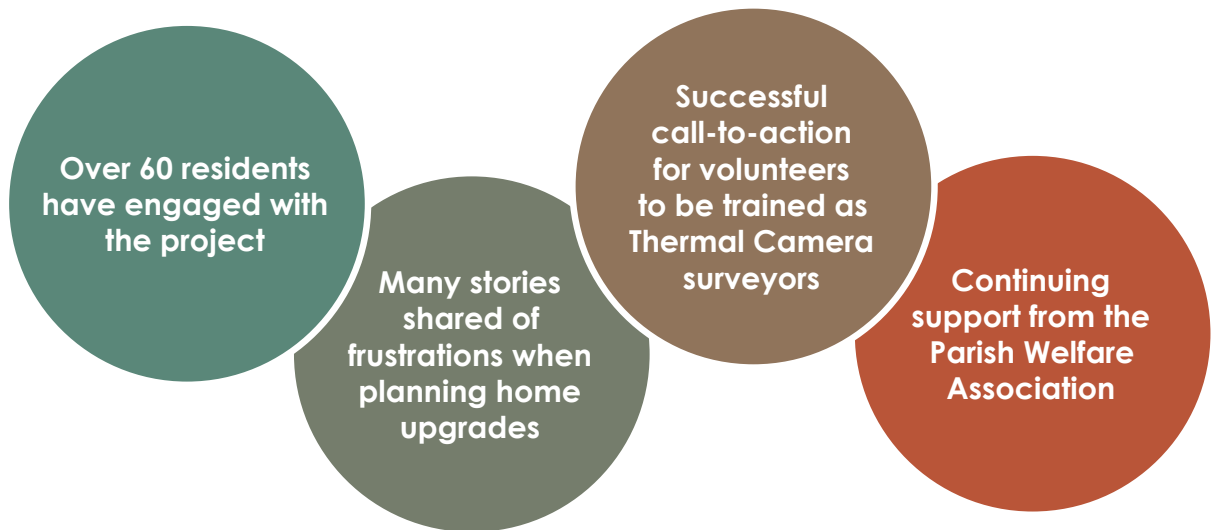 Over 60 residents
have engaged with
the project
Many stories
shared of
frustrations when
planning home
upgrades
Successful
call-to-action
for volunteers
to be trained as
Thermal Camera
surveyors
Continuing
support from the
Parish Welfare
Association